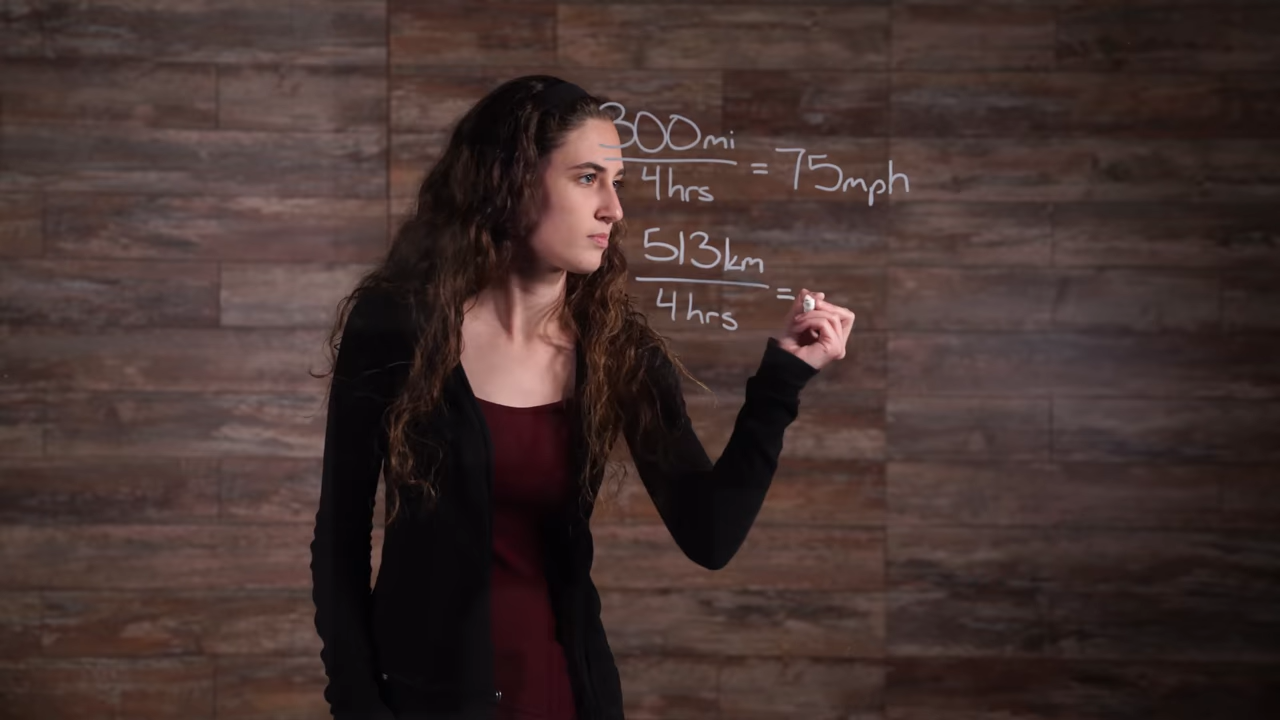 300mi
4hrs = 75mph
513km
4hrs =